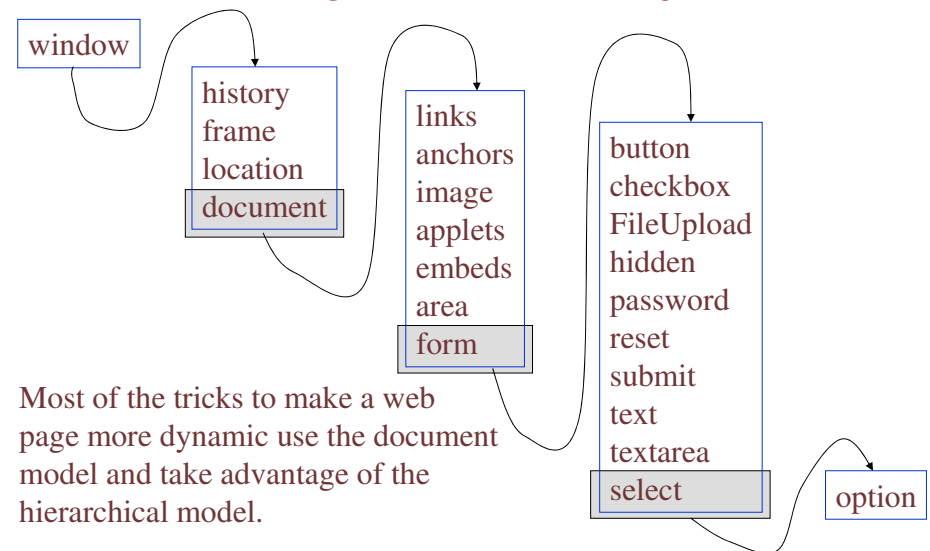 window
history
frame
location
document
links
anchors
image
applets
embeds
area
form
button
checkbox
FileUpload
hidden
password
reset
submit
text
textarea
select
option
Most of the tricks to make a web
page more dynamic use the document
model and take advantage of the
hierarchical model.